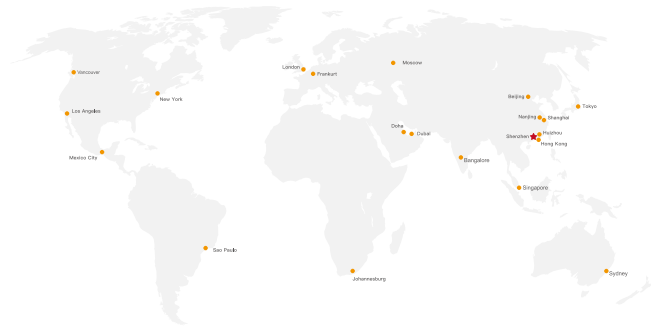 Moscow
London
Vancouver
Frankurt
Beijing
New York
Tokyo
Los Angeles
Nanjing
Shanghai
Doha
Dubai
Shenzhen
Huizhou
Hong Kong
Mexico City
Bangalore
Singapore
Sao Paulo
Sydney
Johannesburg